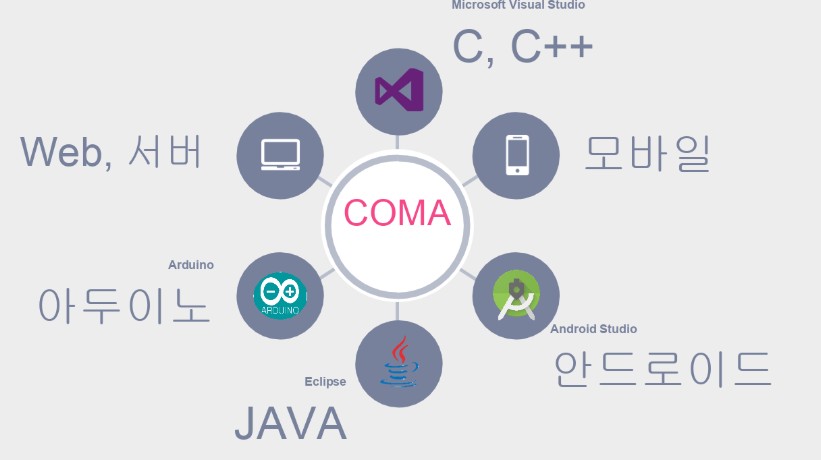 Microsoft Visual Studio
C, C++
Web, 서버
모바일
COMA
Arduino
아두이노
ARDUINO
Android Studio
안드로이드
Eclipse
JAVA